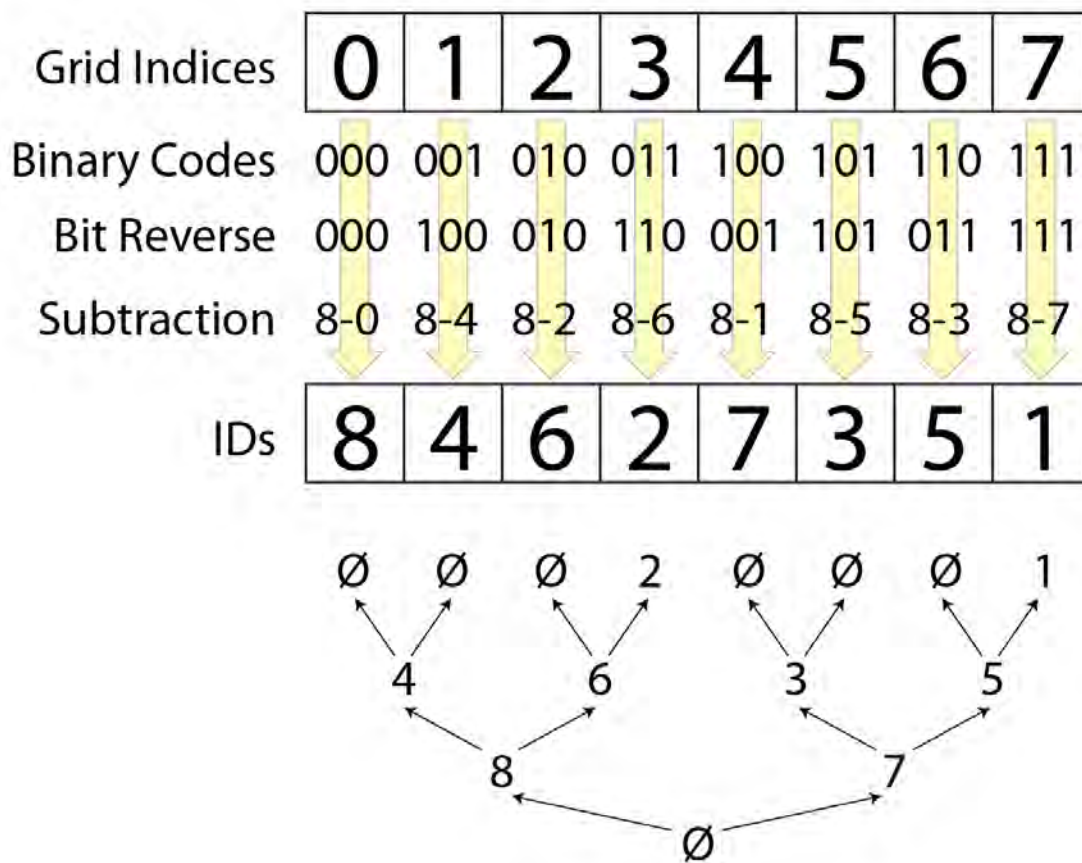 Grid Indices 0 1 2 3 4 5 6 7
Binary Codes 000 001 010 011 100 101 110 111
Bit Reverse 000 100 010 110 001 101 011 111
Subtraction 8-0 8-4 8-2 8-6 8-1 8-5 8-3 8-7
IDs 8 4 6 2 7 3 5 1
Ø Ø Ø 2 Ø Ø Ø 1
4 6 3 5
8 7
Ø